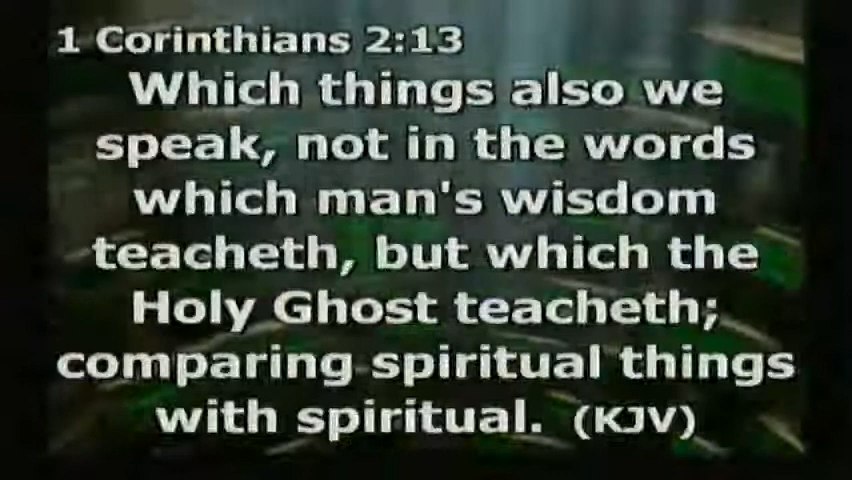 1 Corinthians 2:13
Which things also we
speak, not in the words
which man's wisdom
teacheth, but which the
Holy Ghost teacheth;
comparing spiritual things
with spiritual. (KJV)